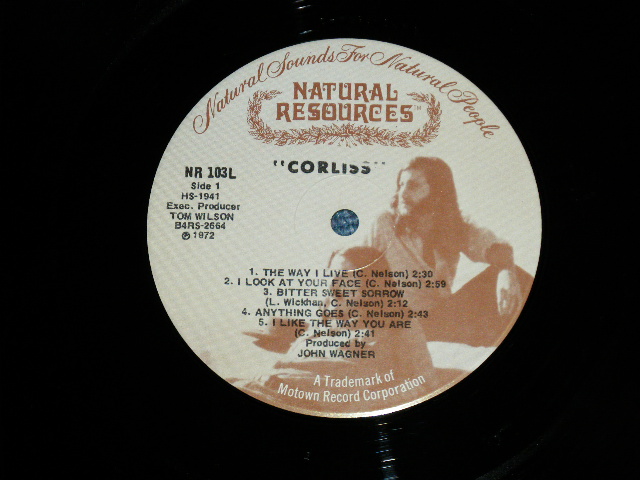 Natural Sounds For Natural People
NATURAL
RESOURCES™
"CORLISS"
NR 103L
Side 1
HS-1941
Exec. Producer
TOM WILSON
B4RS-2664
℗ 1972
1. THE WAY I LIVE (C. Nelson) 2:30
2. I LOOK AT YOUR FACE (C. Nelson) 2:59
3. BITTER SWEET SORROW
(L. Wickhan, C. Nelson) 2:12
4. ANYTHING GOES (C. Nelson) 2:43
5. I LIKE THE WAY YOU ARE
(C. Nelson) 2:41
Produced by
JOHN WAGNER
A Trademark of
Motown Record Corporation